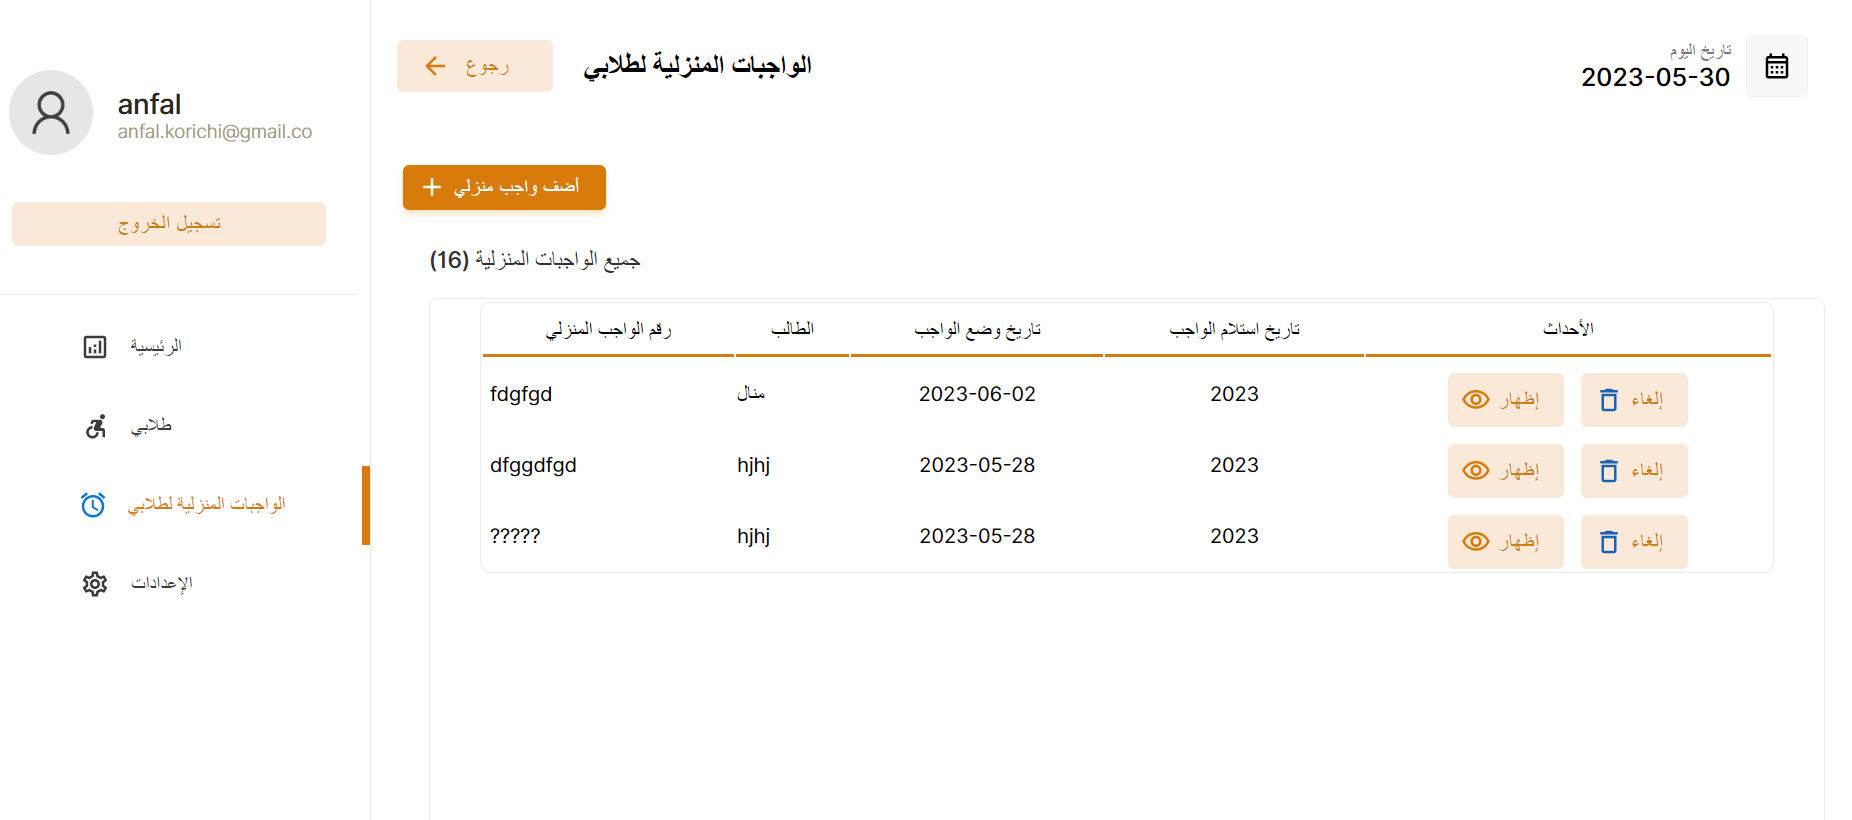 anfal
anfal.korichi@gmail.co
تسجيل الخروج
الرئيسية
طلابي
الواجبات المنزلية لطلابي
الإعدادات
رجوع
الواجبات المنزلية لطلابي
تاريخ اليوم
2023-05-30
أضف واجب منزلي
جميع الواجبات المنزلية (16)
رقم الواجب المنزلي الطالب تاريخ وضع الواجب تاريخ استلام الواجب الأحداث
fdgfgd منال 2023-06-02 2023 إظهار إلغاء
dfggdfgd hjhj 2023-05-28 2023 إظهار إلغاء
????? hjhj 2023-05-28 2023 إظهار إلغاء